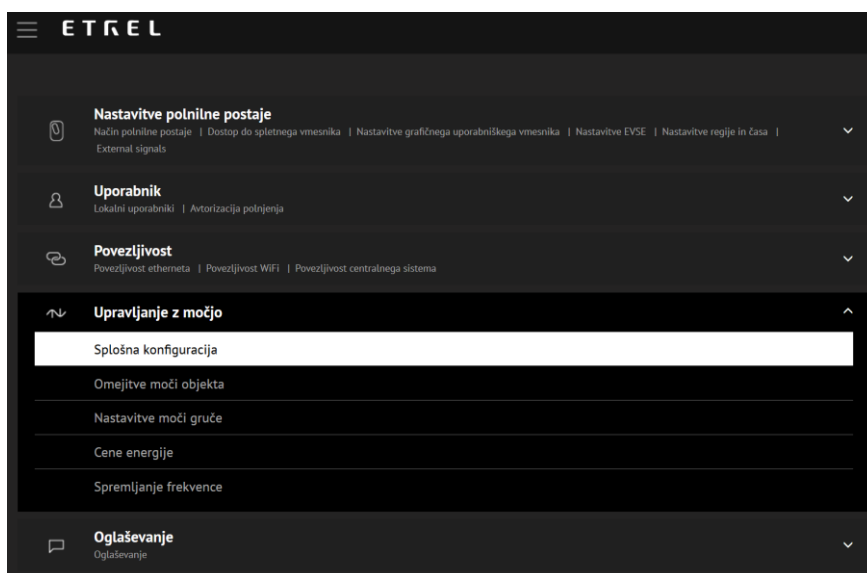 ETREL
Nastavitve polnilne postaje
Način polnilne postaje | Dostop do spletnega vmesnika | Nastavitve grafičnega uporabniškega vmesnika | Nastavitve EVSE | Nastavitve regije in časa |
External signals
Uporabnik
Lokalni uporabniki | Avtorizacija polnjenja
Povezljivost
Povezljivost etherneta | Povezljivost WiFi | Povezljivost centralnega sistema
Upravljanje z močjo
Splošna konfiguracija
Omejitve moči objekta
Nastavitve moči gruče
Cene energije
Spremljanje frekvence
Oglaševanje
Oglaševanje